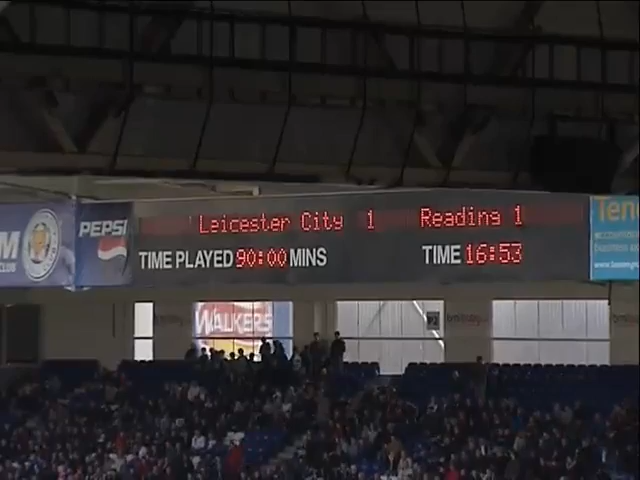 Leicester City 1 Reading 1
PEPSI
TIME PLAYED 90:00 MINS TIME 16:53
WALKERS